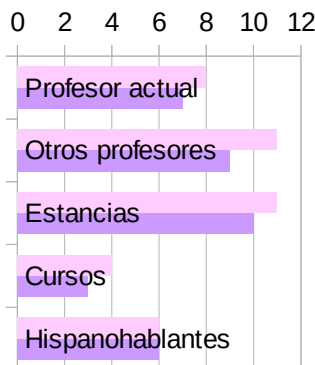 0 2 4 6 8 10 12
Profesor actual
Otros profesores
Estancias
Cursos
Hispanohablantes